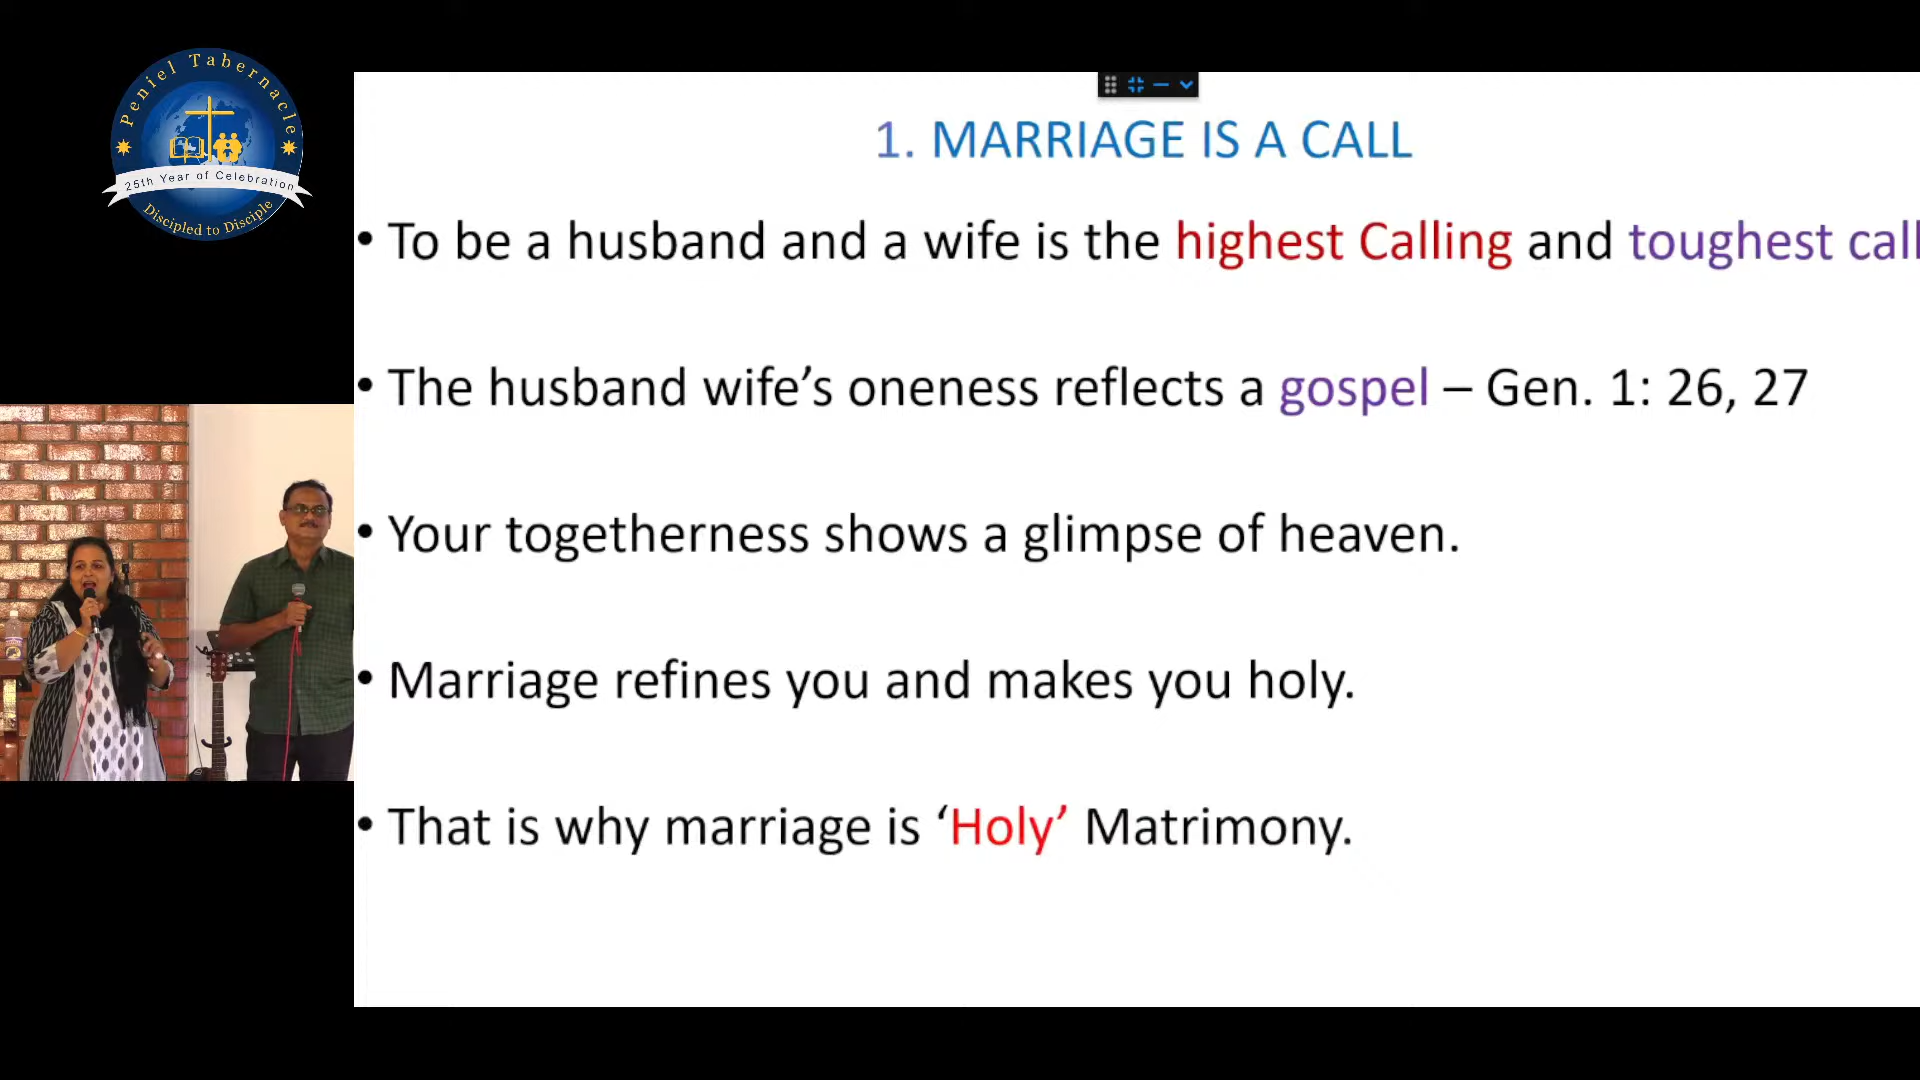 Peniel Tabernacle
25th Year of Celebration
Discipled to Disciple
1. MARRIAGE IS A CALL
• To be a husband and a wife is the highest Calling and toughest call
• The husband wife’s oneness reflects a gospel – Gen. 1: 26, 27
• Your togetherness shows a glimpse of heaven.
• Marriage refines you and makes you holy.
• That is why marriage is ‘Holy’ Matrimony.